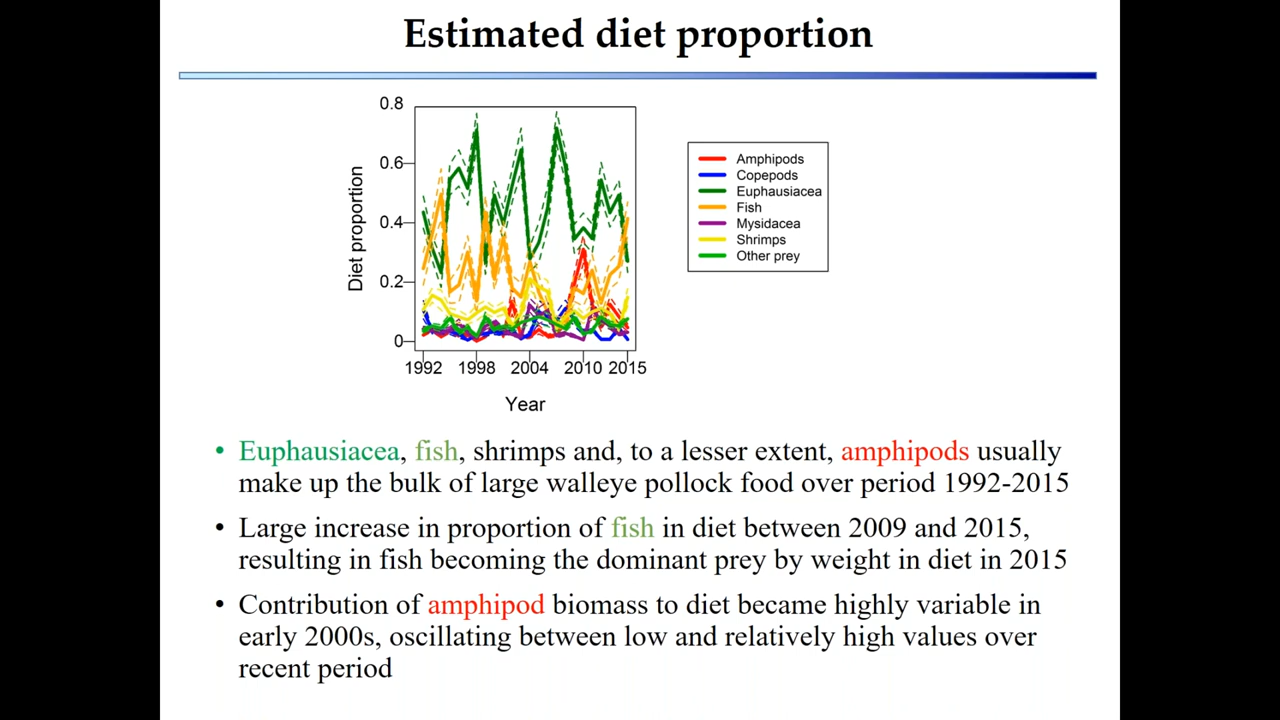 Estimated diet proportion
0.8
0.6
0.4
0.2
0
Diet proportion
1992 1998 2004 2010 2015
Year
Amphipods
Copepods
Euphausiacea
Fish
Mysidacea
Shrimps
Other prey
• Euphausiacea, fish, shrimps and, to a lesser extent, amphipods usually
make up the bulk of large walleye pollock food over period 1992-2015
• Large increase in proportion of fish in diet between 2009 and 2015,
resulting in fish becoming the dominant prey by weight in diet in 2015
• Contribution of amphipod biomass to diet became highly variable in
early 2000s, oscillating between low and relatively high values over
recent period